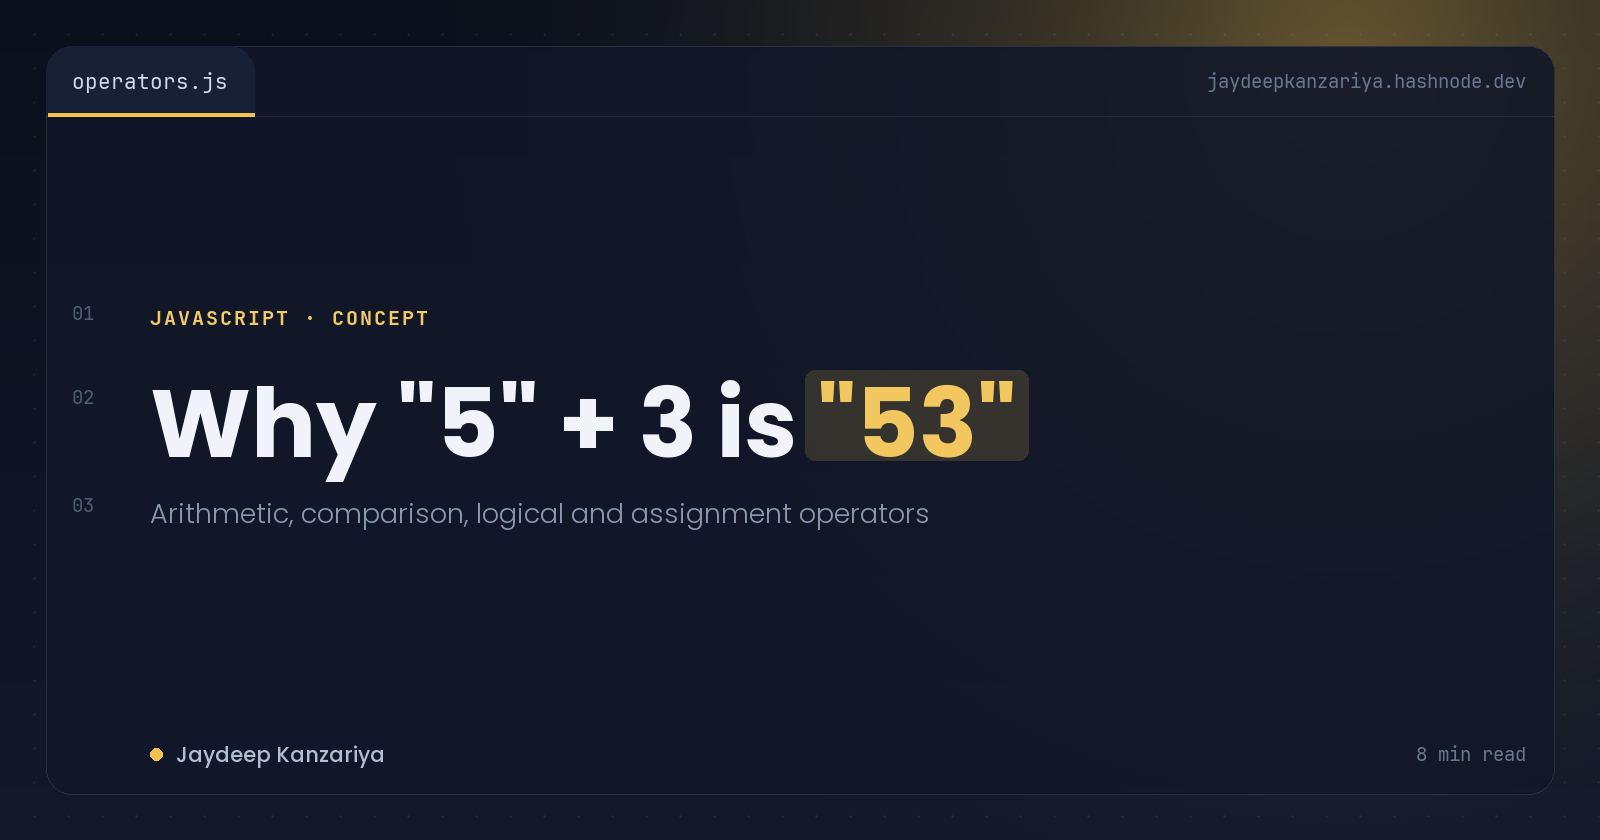 operators.js
jaydeepkanzariya.hashnode.dev
01
JAVASCRIPT · CONCEPT
02
Why "5" + 3 is "53"
03
Arithmetic, comparison, logical and assignment operators
Jaydeep Kanzariya
8 min read